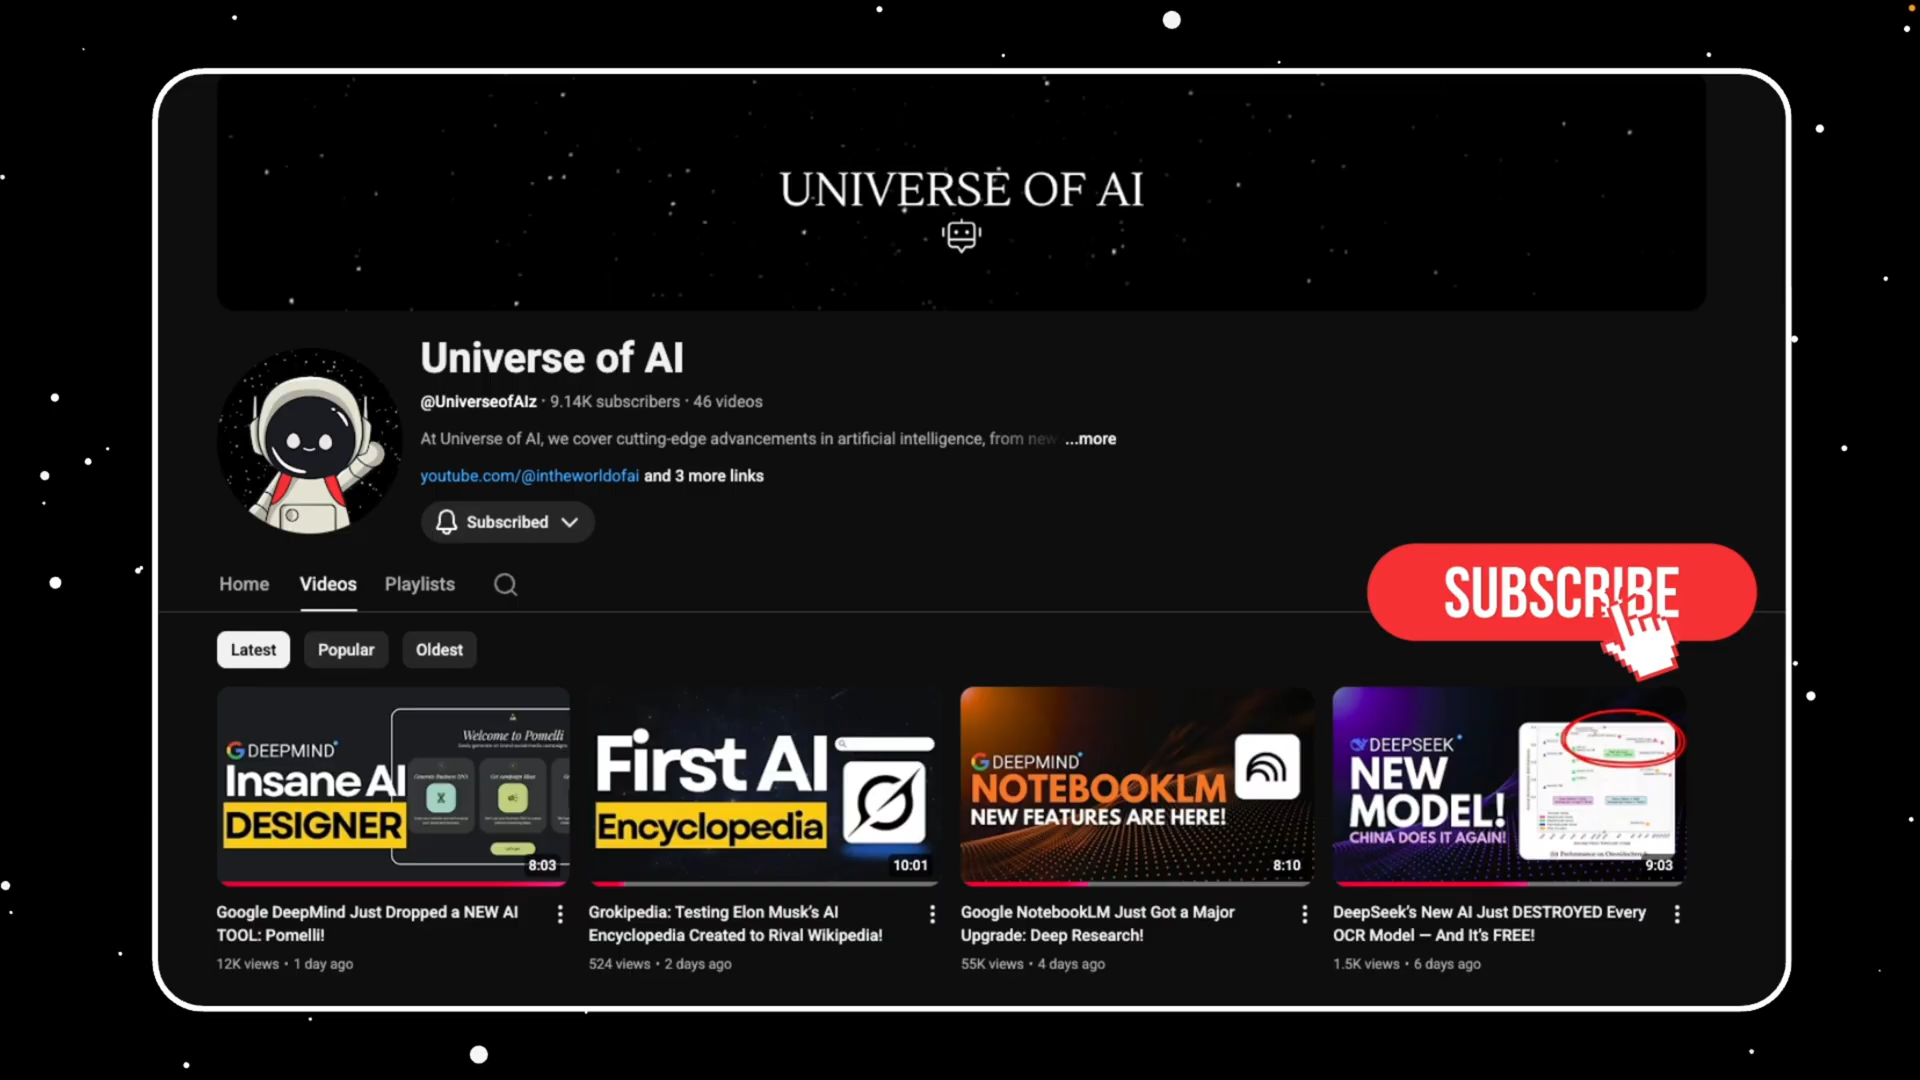 UNIVERSE OF AI
Universe of AI
@UniverseofAIz · 9.14K subscribers · 46 videos
At Universe of AI, we cover cutting-edge advancements in artificial intelligence, from new ...more
youtube.com/@intheworldofai and 3 more links
Subscribed
Home Videos Playlists
SUBSCRIBE
Latest Popular Oldest
DEEPMIND
Insane AI
DESIGNER
Welcome to Pomelli
8:03
First AI
Encyclopedia
10:01
DEEPMIND
NOTEBOOKLM
NEW FEATURES ARE HERE!
8:10
DEEPSEEK
NEW
MODEL!
CHINA DOES IT AGAIN!
9:03
Google DeepMind Just Dropped a NEW AI
TOOL: Pomelli!
12K views • 1 day ago
Grokipedia: Testing Elon Musk's AI
Encyclopedia Created to Rival Wikipedia!
524 views • 2 days ago
Google NotebookLM Just Got a Major
Upgrade: Deep Research!
55K views • 4 days ago
DeepSeek's New AI Just DESTROYED Every
OCR Model — And It's FREE!
1.5K views • 6 days ago